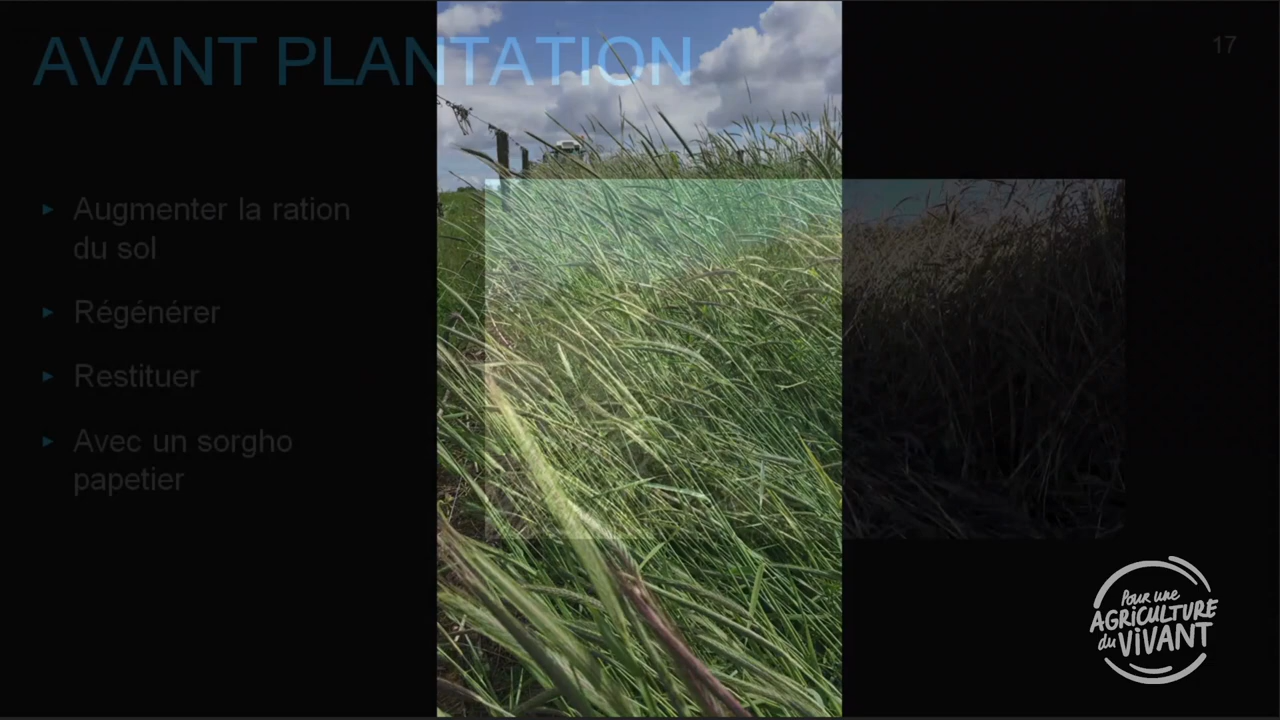 AVANT PLANTATION
17
▸ Augmenter la ration
du sol
▸ Régénérer
▸ Restituer
▸ Avec un sorgho
papetier
Pour une
AGRiCULTURE
du ViVANT